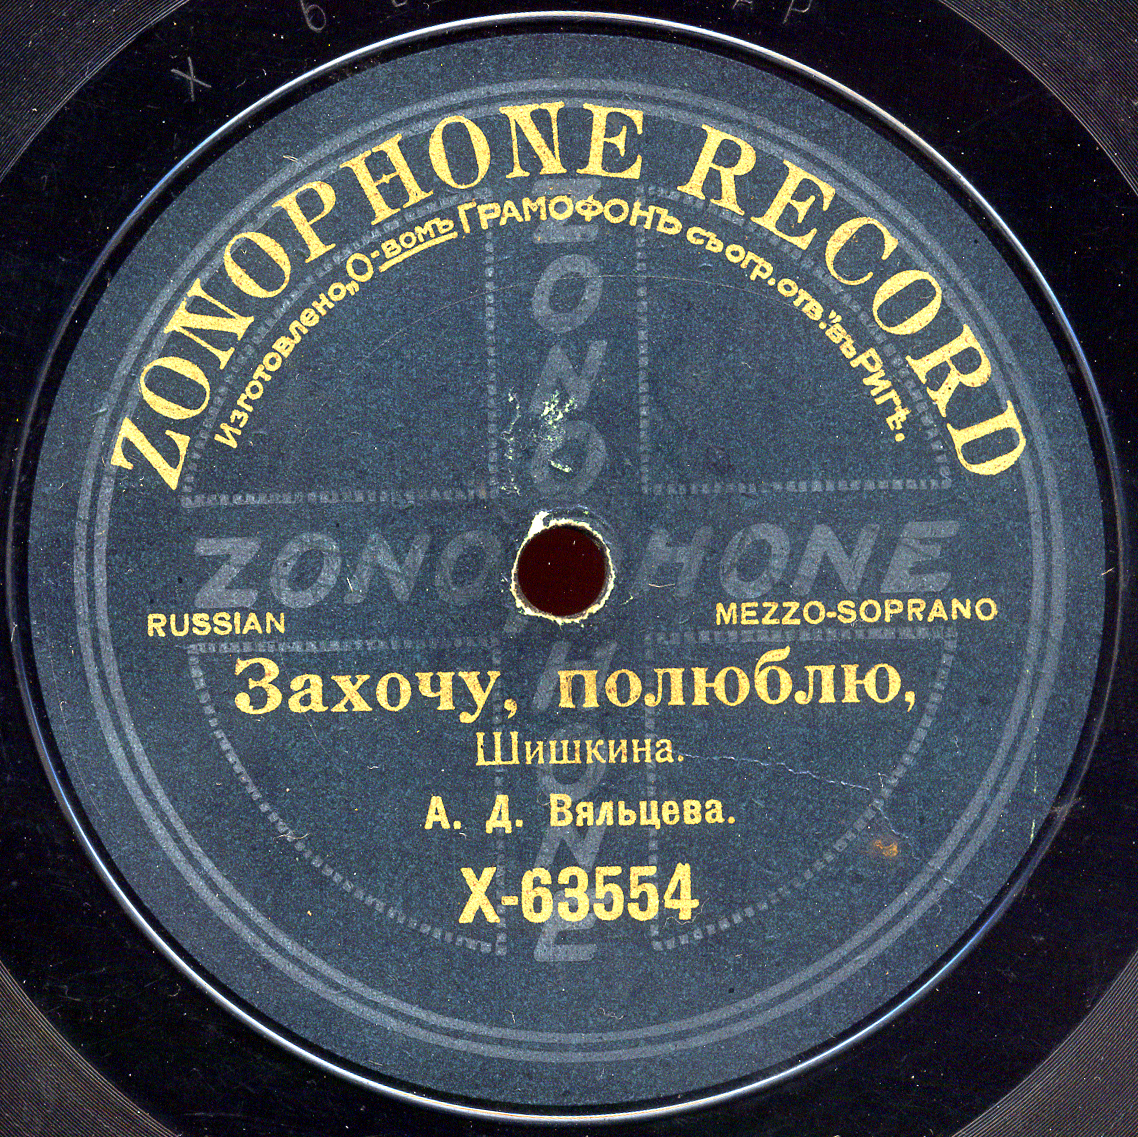 ZONOPHONE RECORD
Изготовлено „О-вомъ ГРАМОФОНЪ съ огр. отв." въ Ригѣ.
ZONOPHONE
ZONOPHONE
RUSSIAN
MEZZO-SOPRANO
Захочу, полюблю,
Шишкина.
А. Д. Вяльцева.
X-63554